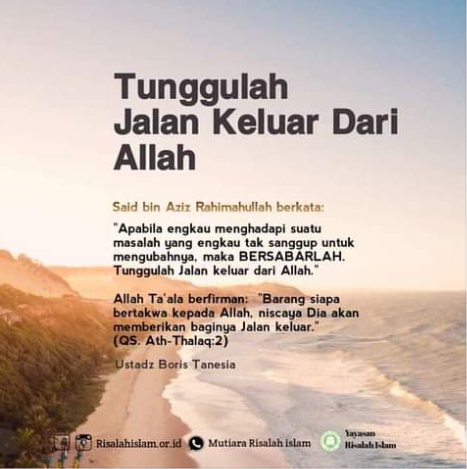 Tunggulah
Jalan Keluar Dari
Allah
Said bin Aziz Rahimahullah berkata:
"Apabila engkau menghadapi suatu
masalah yang engkau tak sanggup untuk
mengubahnya, maka BERSABARLAH.
Tunggulah Jalan keluar dari Allah."
Allah Ta'ala berfirman: "Barang siapa
bertakwa kepada Allah, niscaya Dia akan
memberikan baginya Jalan keluar."
(QS. Ath-Thalaq:2)
Ustadz Boris Tanesia
Risalahislam.or.id Mutiara Risalah islam Yayasan
Risalah Islam